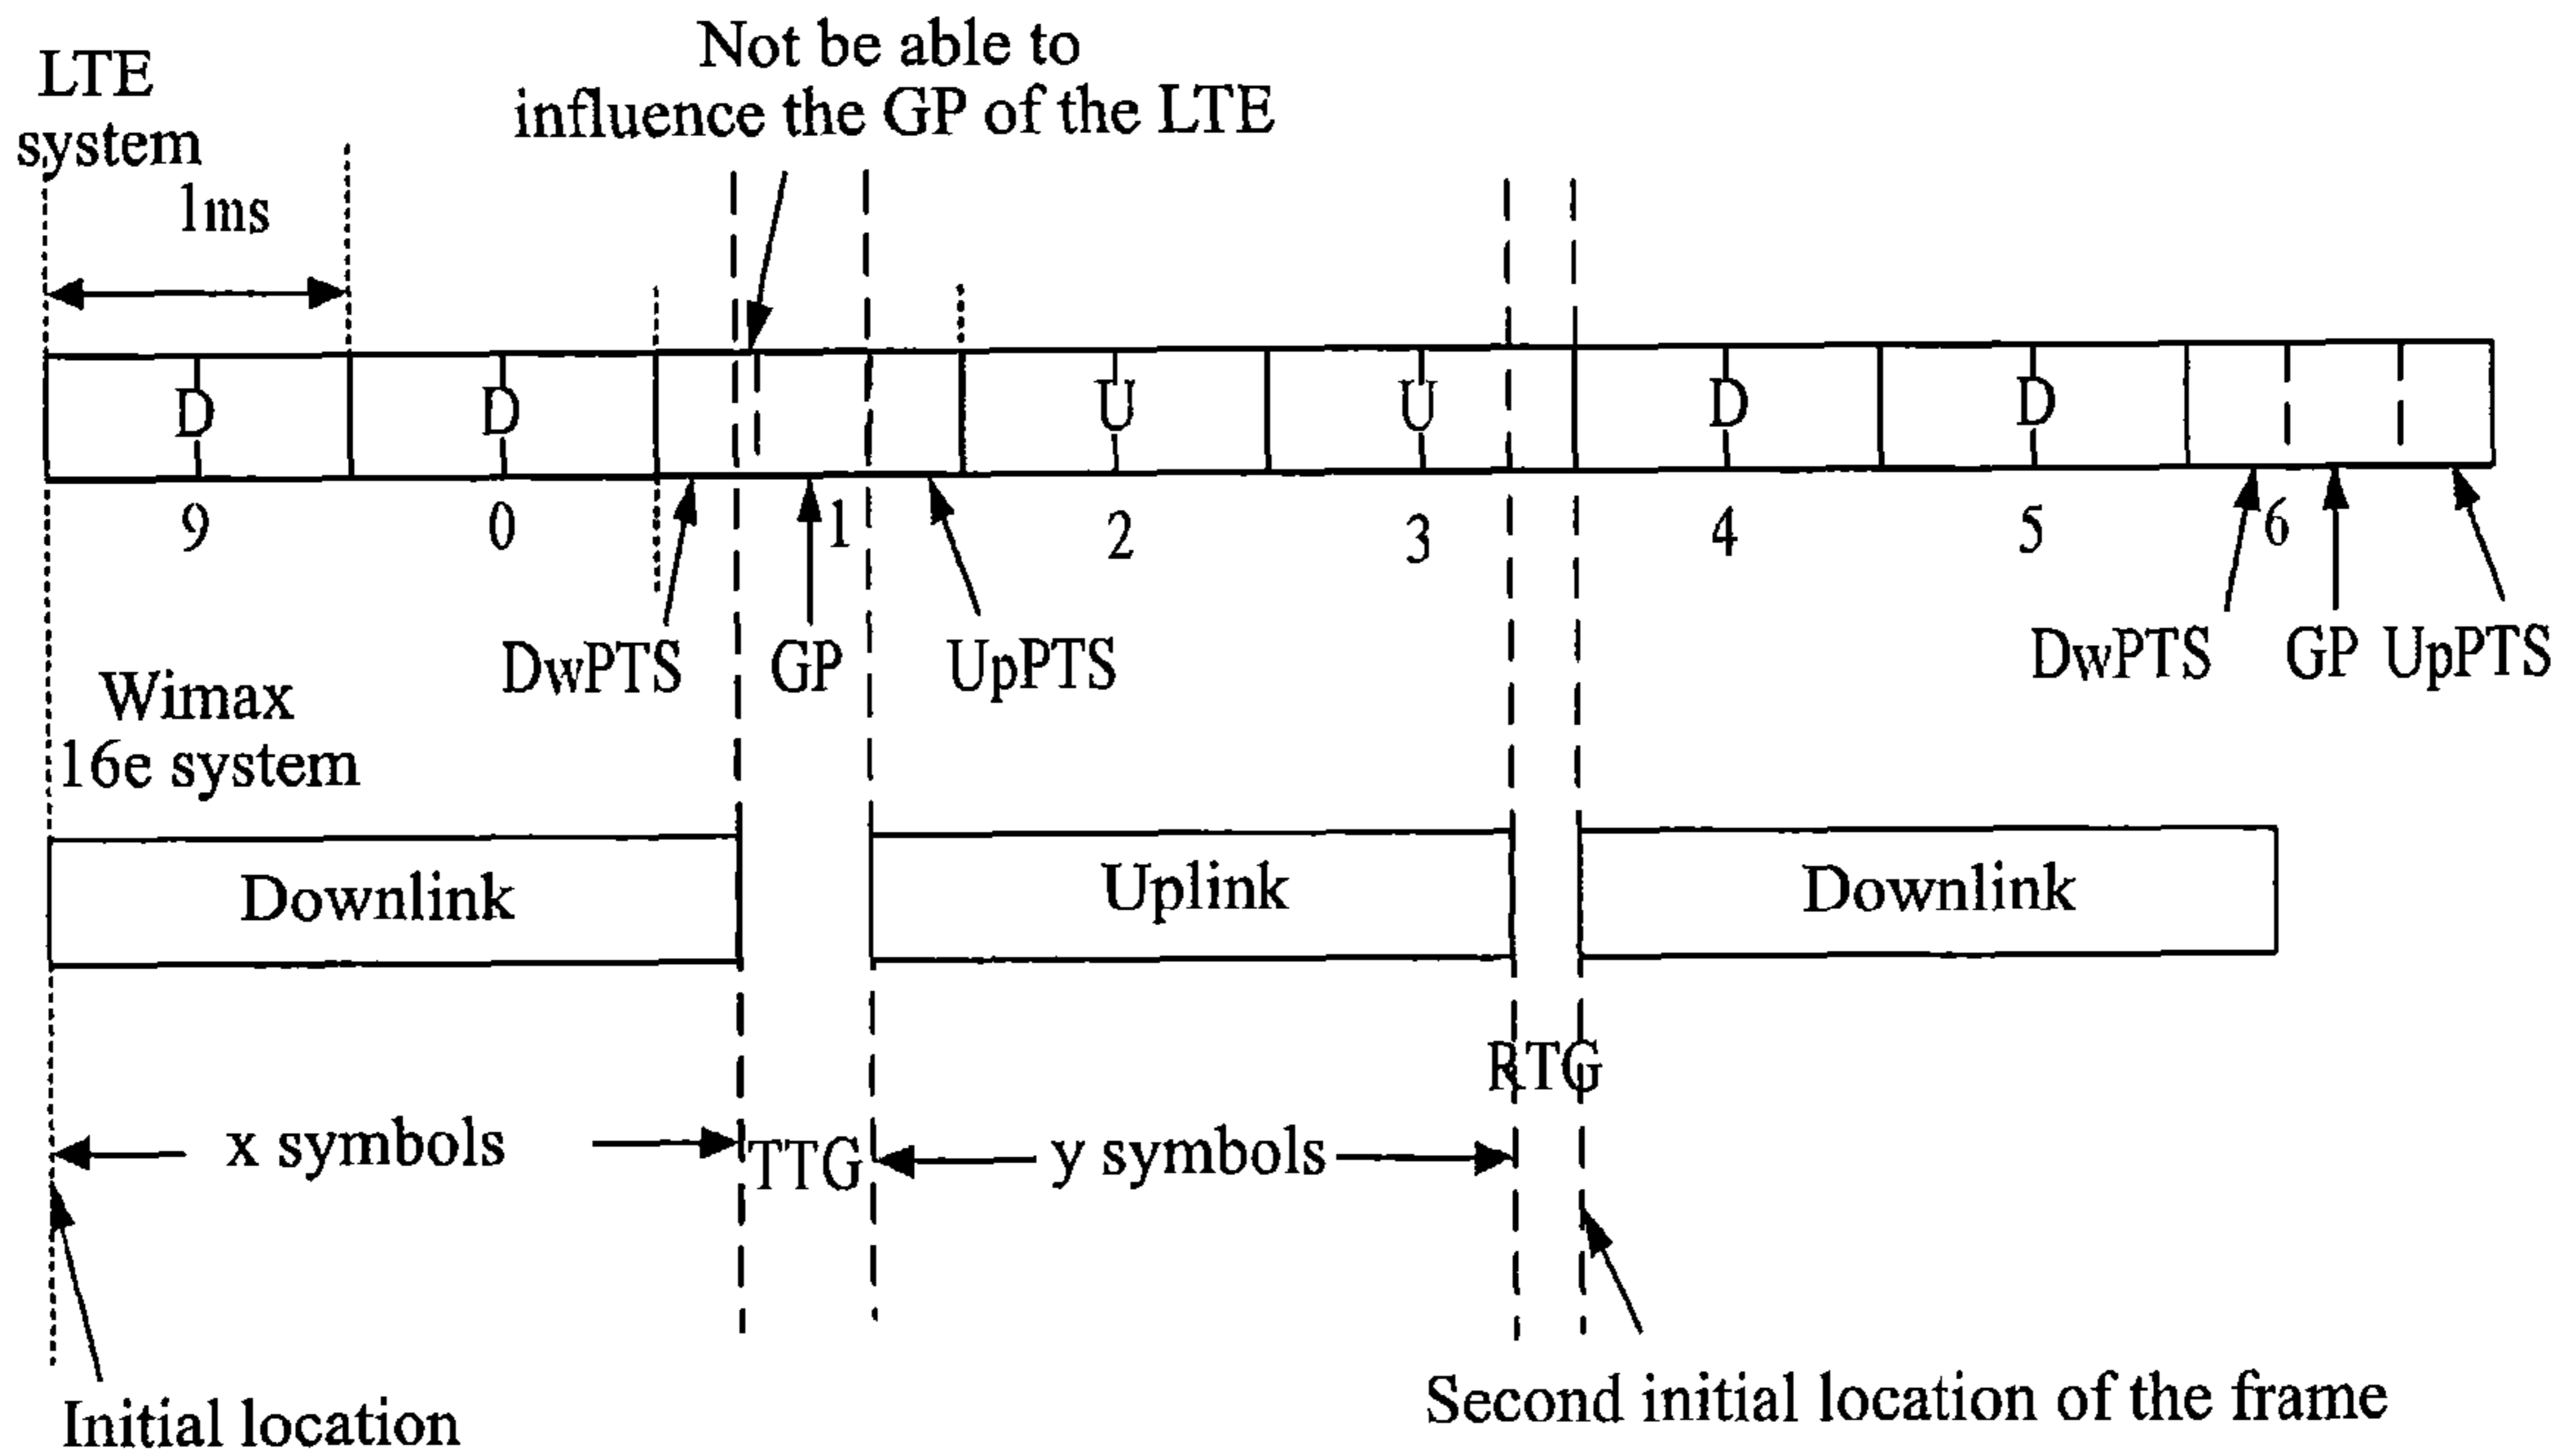 Not be able to
influence the GP of the LTE
LTE
system
1ms
D D U U D D
9 0 1 2 3 4 5 6
DwPTS GP UpPTS DwPTS GP UpPTS
Wimax
16e system
Downlink Uplink Downlink
RTG
x symbols TTG y symbols
Initial location
Second initial location of the frame